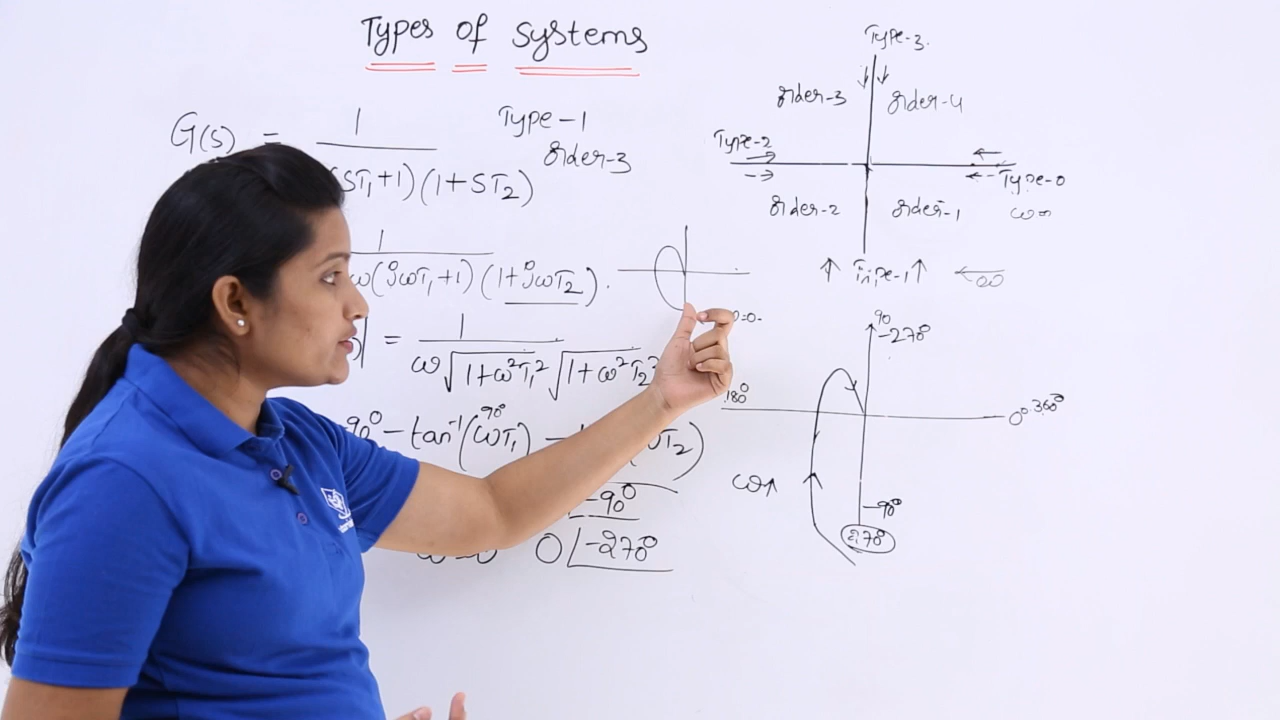 Types of Systems
G(s) = 1
(ST₁+1)(1+ST₂)
Type-1
order-3
1
ω(jωT₁+1)(1+jωT₂).
= 1
ω√1+ω²T₁² √1+ω²T₂²
90° - tan⁻¹(ωT₁) - (ωT₂)
90°
-90°
0 -270°
Type-3.
order-3 order-4
Type-2
Type-0
order-2 order-1
Type-1
∞
90
-270°
180°
0° 360°
ω↑
-90°
270°